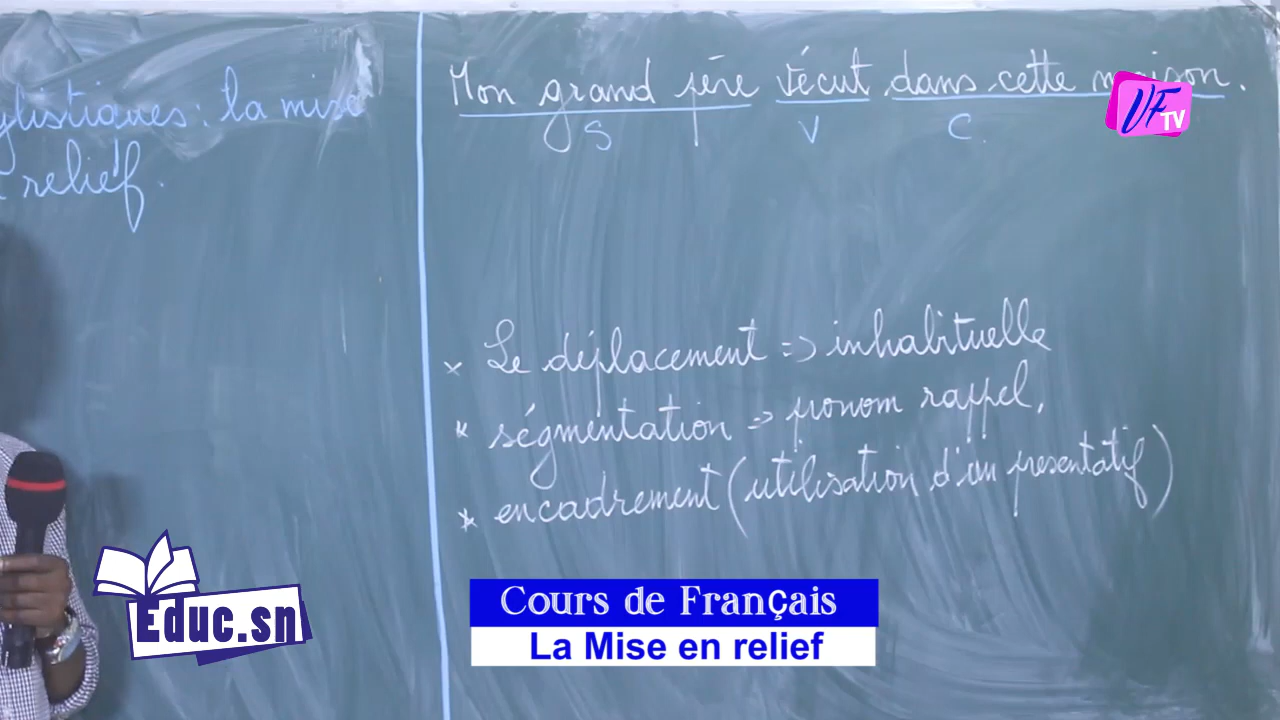 ylistiques : la mise
relief.
Mon grand père vécut dans cette maison.
S V C.
VF TV
* Le déplacement => inhabituelle
* ségmentation => pronom rappel,
* encadrement (utilisation d'un presentatif)
Educ.sn
Cours de Français
La Mise en relief